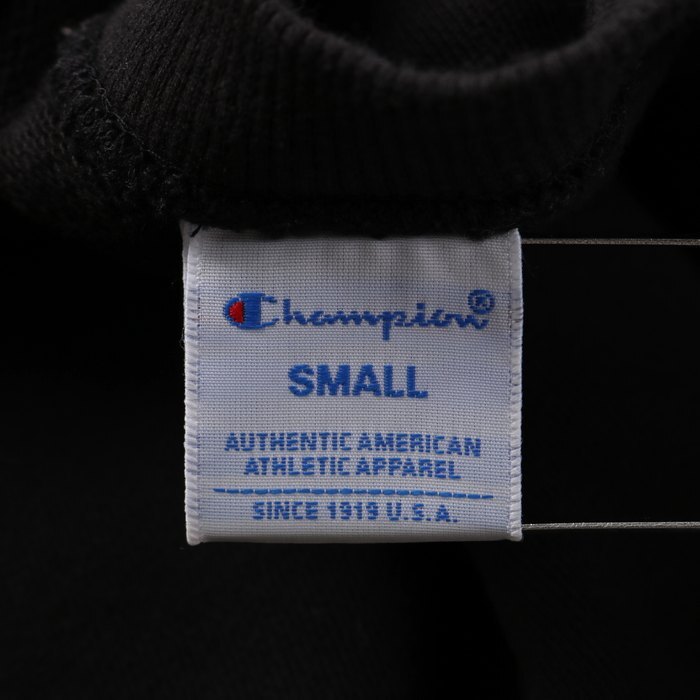 Champion®
SMALL
AUTHENTIC AMERICAN
ATHLETIC APPAREL
SINCE 1919 U.S.A.